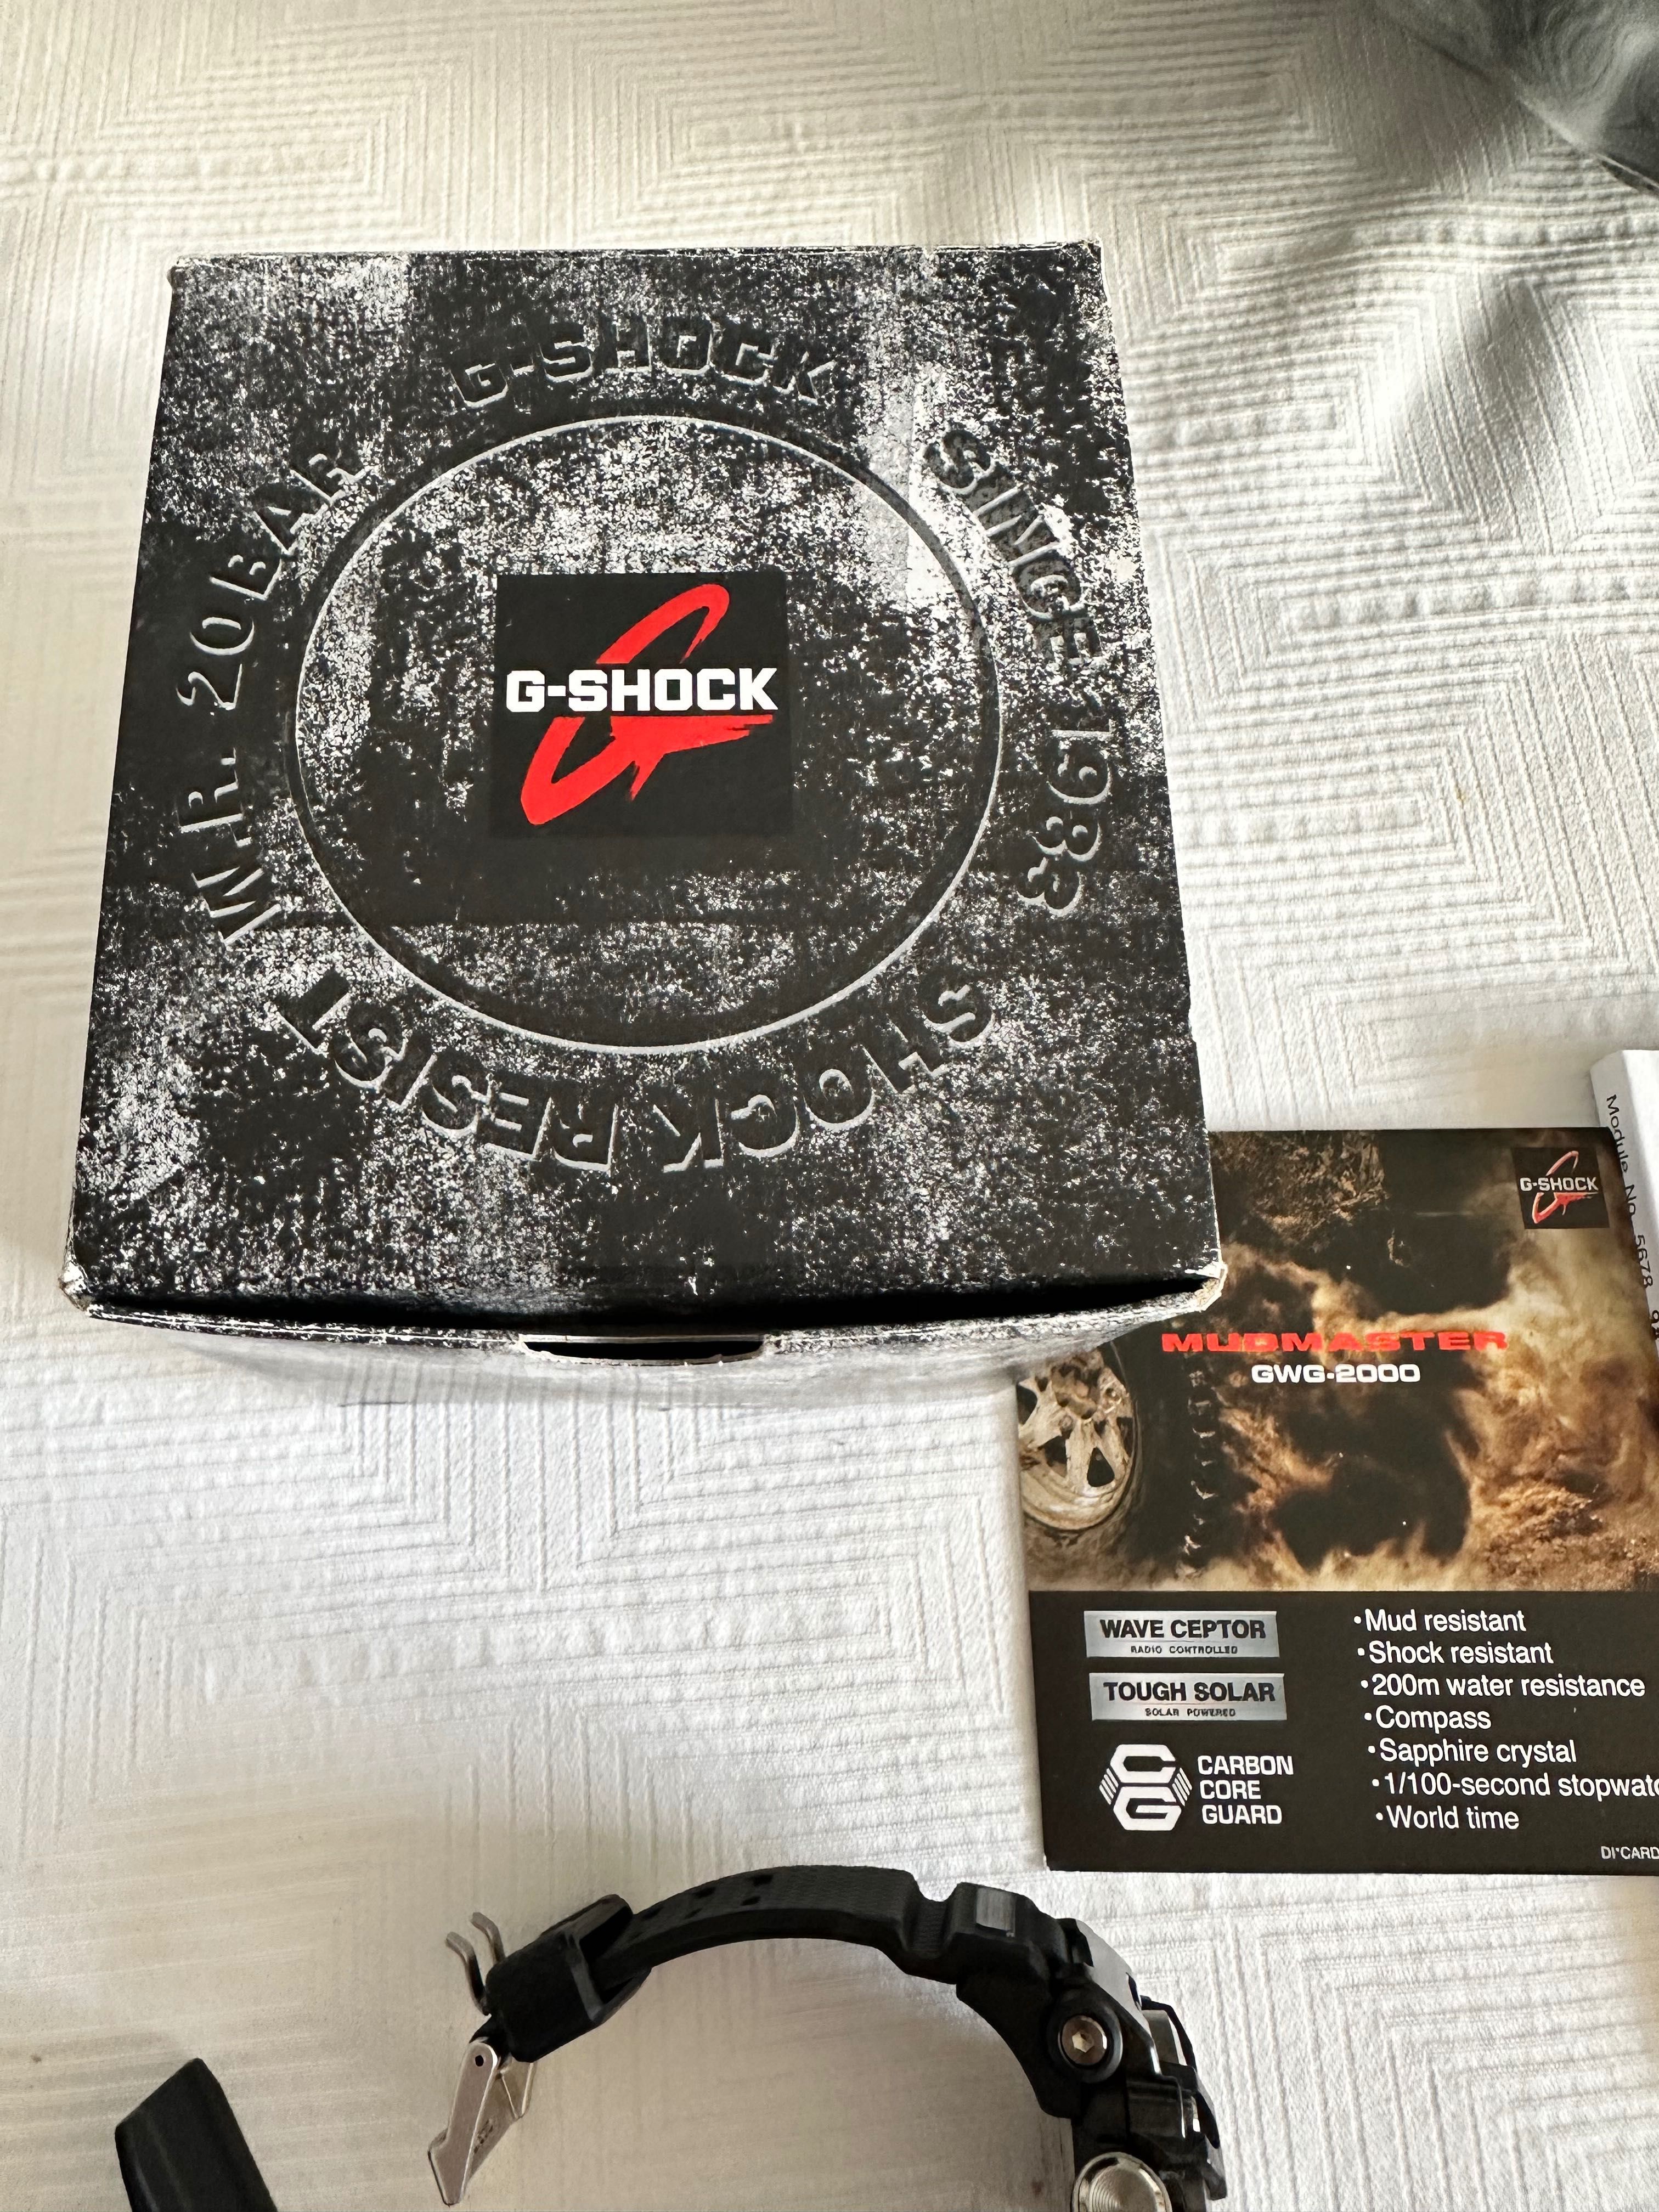 G-SHOCK
SINCE 1983
SHOCK RESIST
W.R. 20BAR
G-SHOCK
Module No. 5678
G-SHOCK
MUDMASTER
GWG-2000
WAVE CEPTOR
RADIO CONTROLLED
TOUGH SOLAR
SOLAR POWERED
CARBON
CORE
GUARD
•Mud resistant
•Shock resistant
•200m water resistance
•Compass
•Sapphire crystal
•1/100-second stopwatc
•World time
DI*CARD